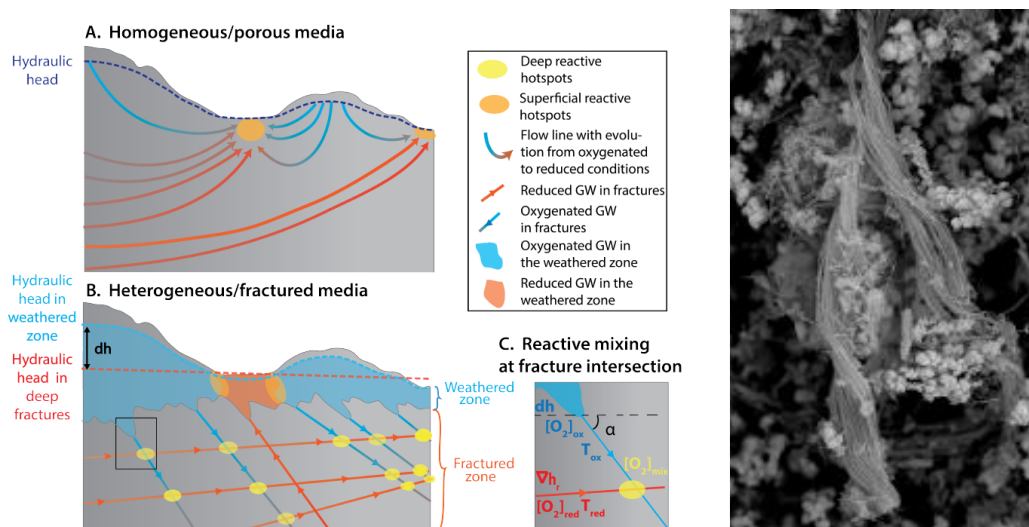 A. Homogeneous/porous media
Hydraulic
head
Deep reactive
hotspots
Superficial reactive
hotspots
Flow line with evolu-
tion from oxygenated
to reduced conditions
Reduced GW in fractures
Oxygenated GW
in fractures
Oxygenated GW in
the weathered zone
Reduced GW in the
weathered zone
B. Heterogeneous/fractured media
Hydraulic
head in
weathered
zone
dh
Hydraulic
head in
deep
fractures
Weathered
zone
Fractured
zone
C. Reactive mixing
at fracture intersection
dh
α
[O₂]ox
Tox
[O₂]mix
∇hr
[O₂]red Tred